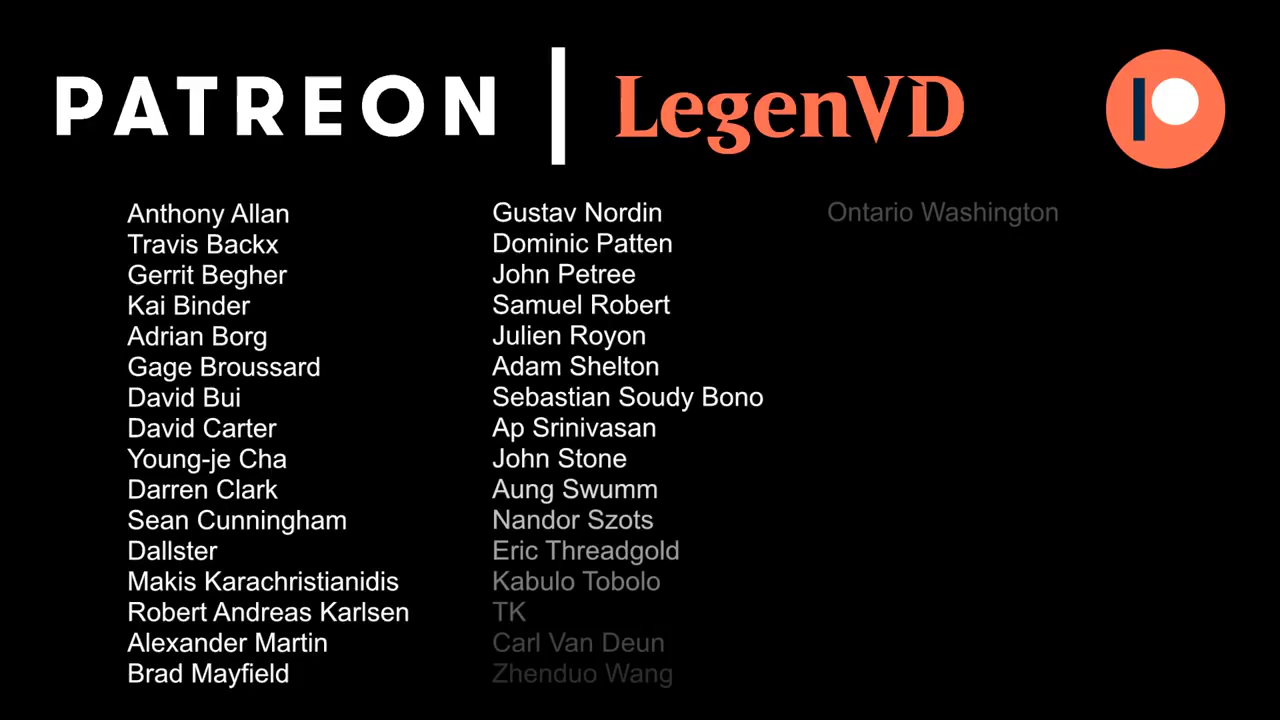 PATREON | LegenVD
Anthony Allan
Travis Backx
Gerrit Begher
Kai Binder
Adrian Borg
Gage Broussard
David Bui
David Carter
Young-je Cha
Darren Clark
Sean Cunningham
Dallster
Makis Karachristianidis
Robert Andreas Karlsen
Alexander Martin
Brad Mayfield
Gustav Nordin
Dominic Patten
John Petree
Samuel Robert
Julien Royon
Adam Shelton
Sebastian Soudy Bono
Ap Srinivasan
John Stone
Aung Swumm
Nandor Szots
Eric Threadgold
Kabulo Tobolo
TK
Carl Van Deun
Zhenduo Wang
Ontario Washington